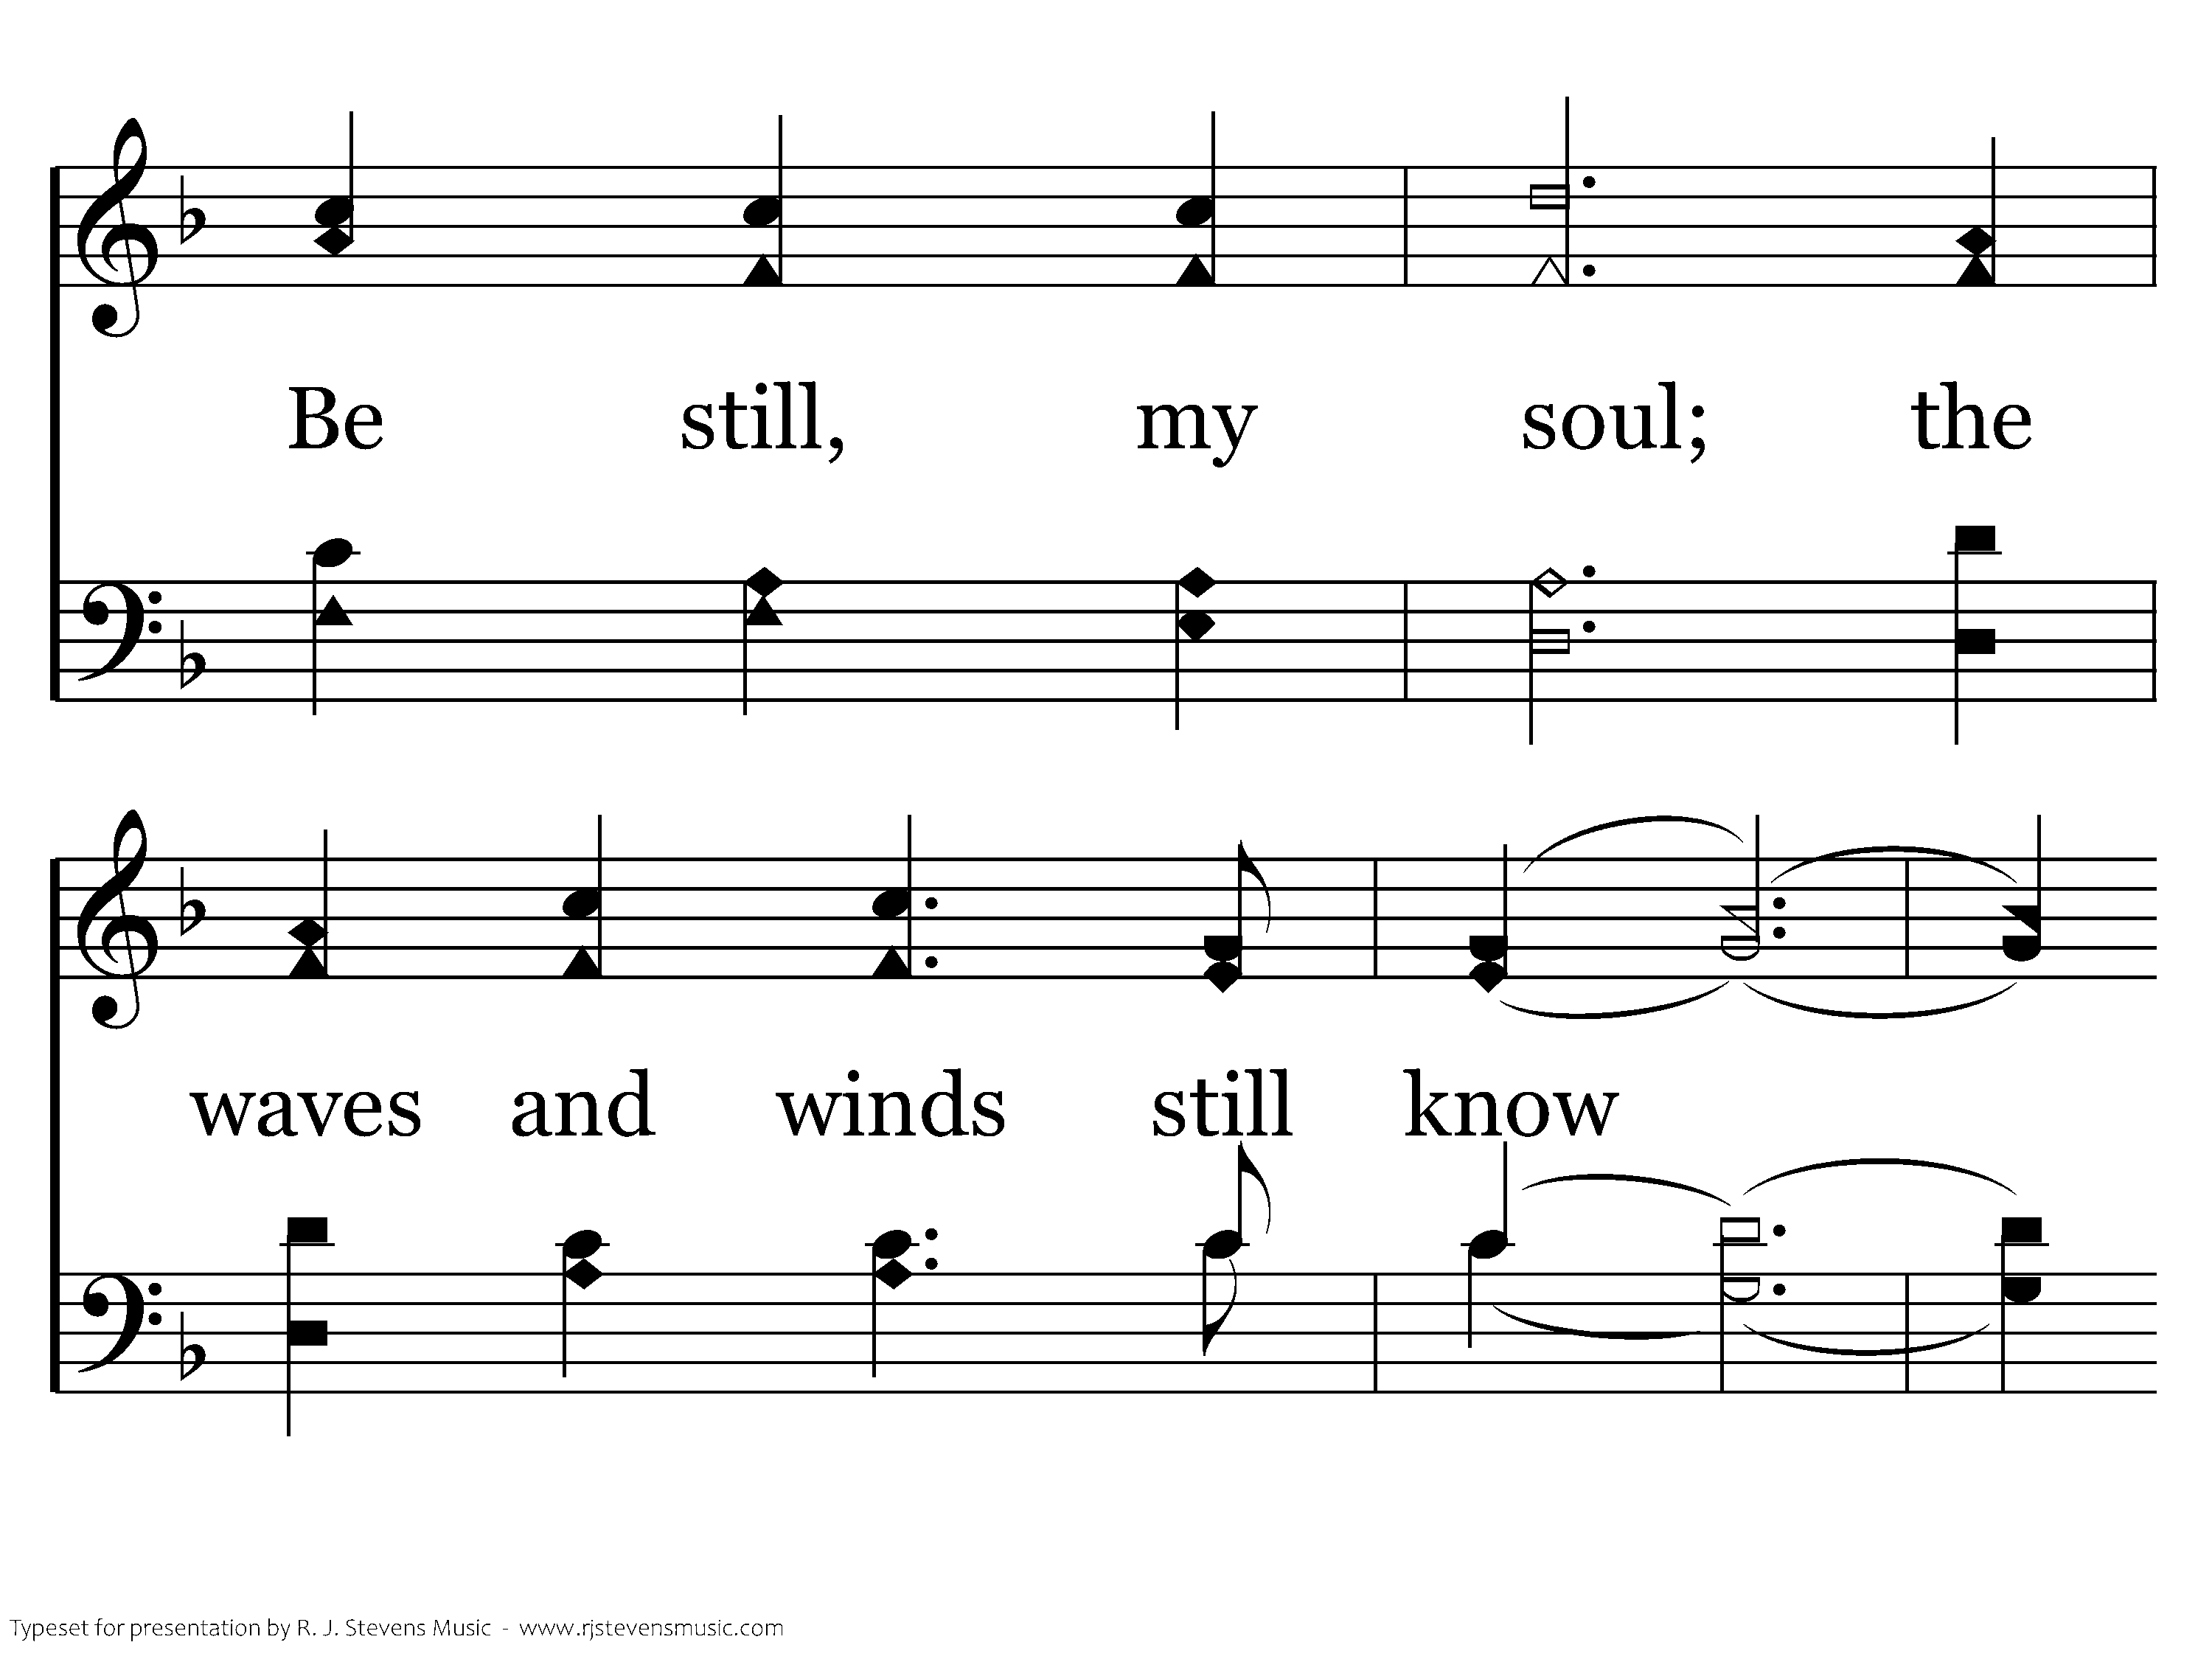 Be still, my soul; the
waves and winds still know
Typeset for presentation by R. J. Stevens Music - www.rjstevensmusic.com